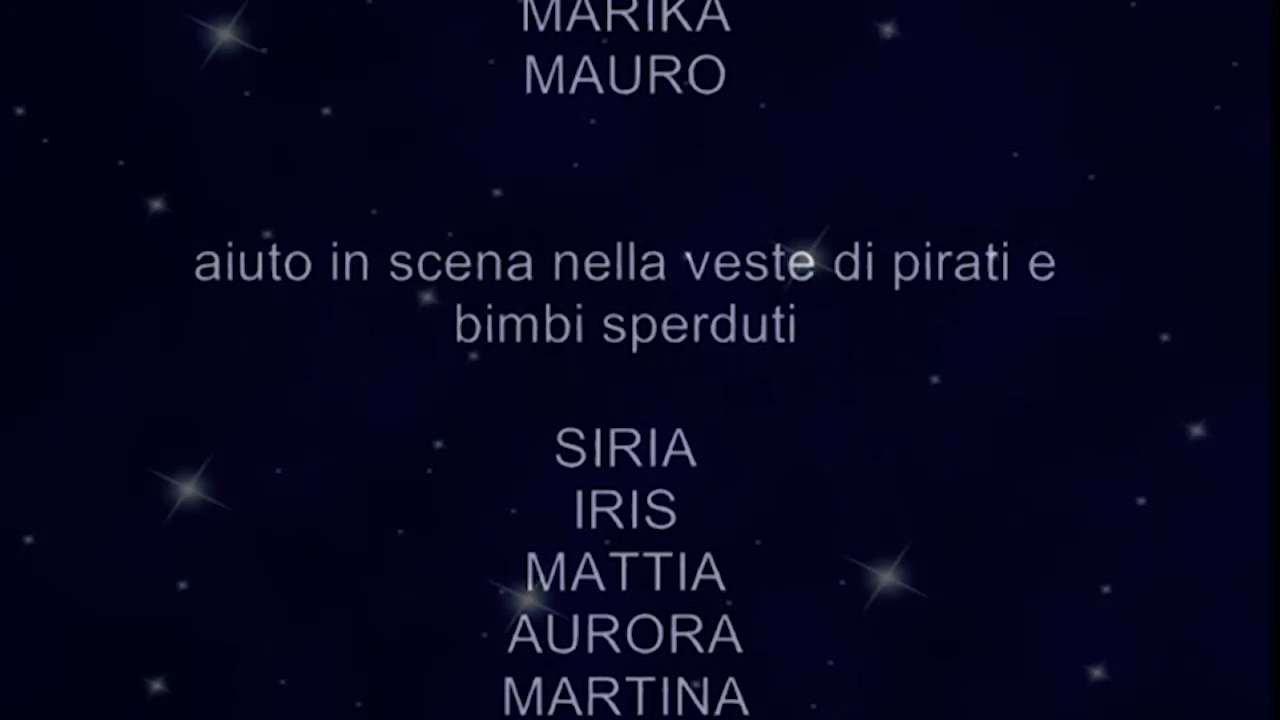 MARIKA
MAURO
aiuto in scena nella veste di pirati e
bimbi sperduti
SIRIA
IRIS
MATTIA
AURORA
MARTINA